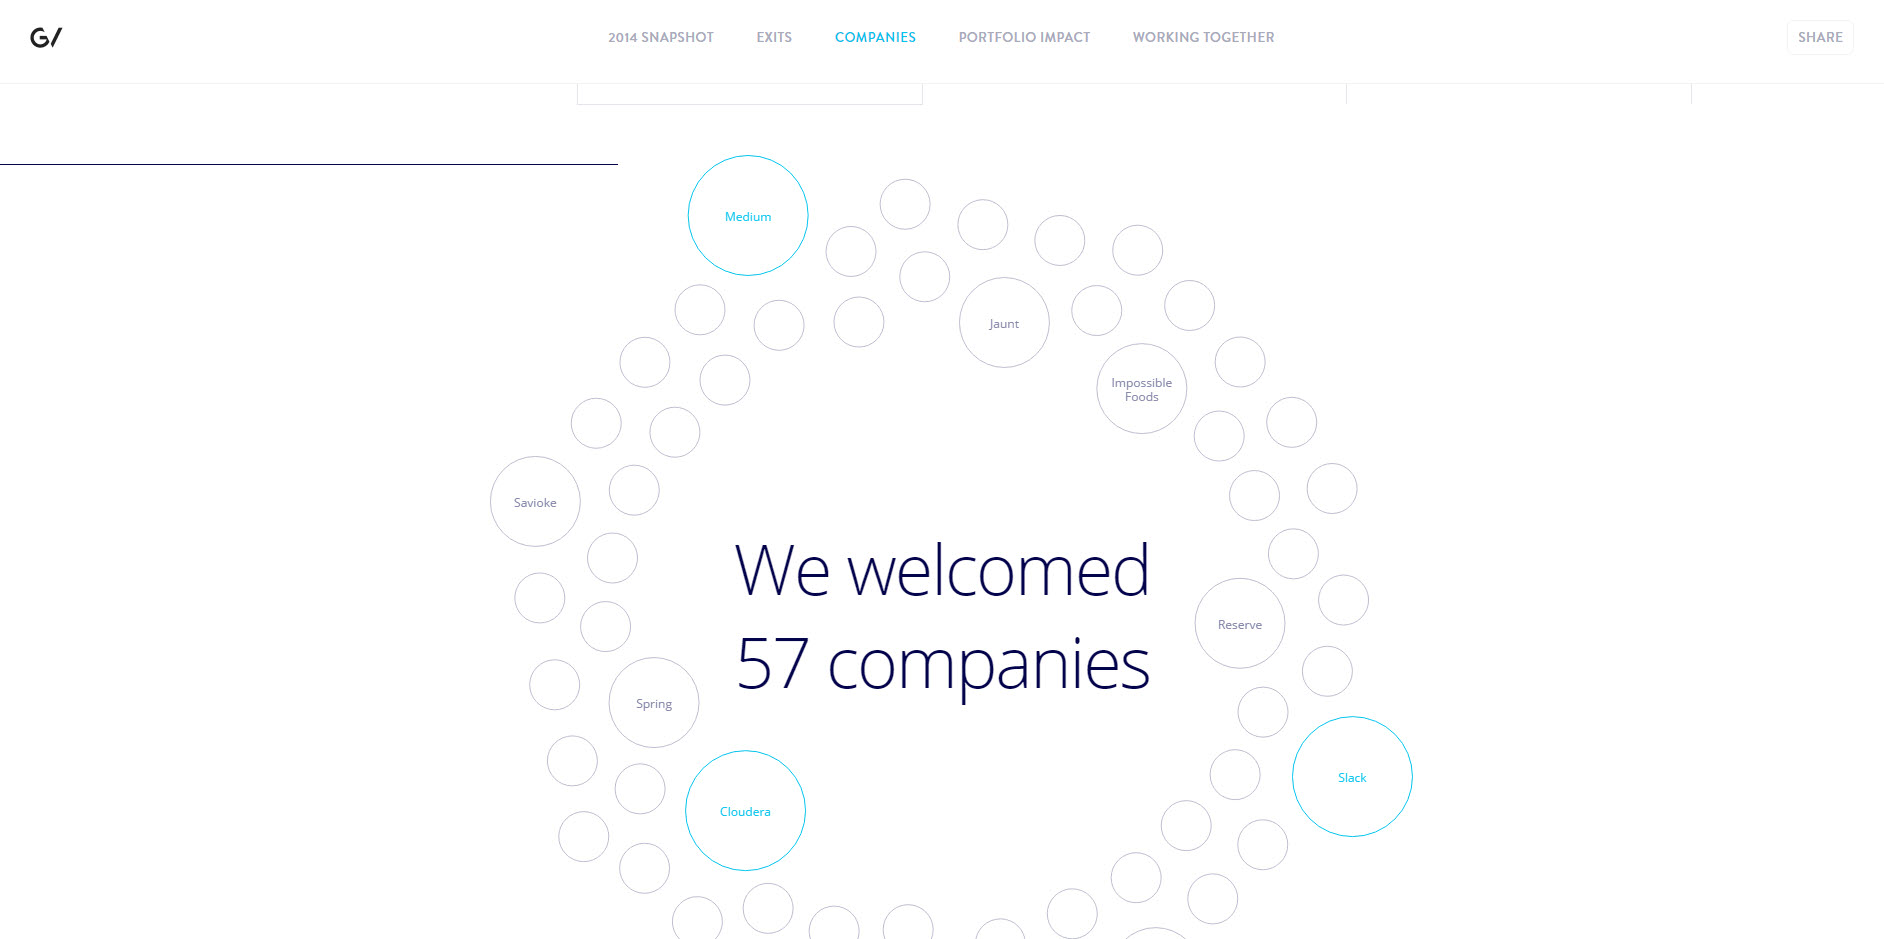 G/
2014 SNAPSHOT
EXITS
COMPANIES
PORTFOLIO IMPACT
WORKING TOGETHER
SHARE
Medium
Jaunt
Impossible
Foods
Savioke
We welcomed
57 companies
Reserve
Spring
Slack
Cloudera